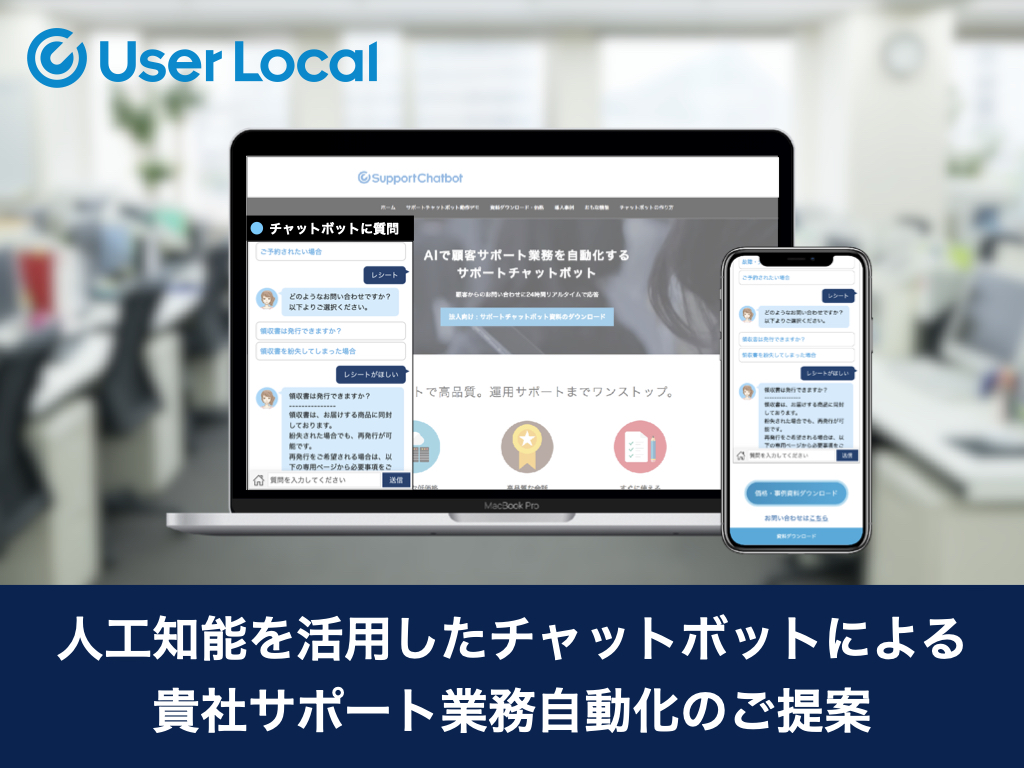 User Local
SupportChatbot
ホーム
資料ダウンロード・価格
導入事例
おもな機能
チャットボットの作り方
チャットボットに質問
ご予約されたい場合
レシート
どのようなお問い合わせですか?
以下よりご選択ください。
領収書は発行できますか?
領収書を紛失してしまった場合
レシートがほしい
領収書は発行できますか?
----------------
領収書は、お届けする商品に同封
しております。
紛失された場合でも、再発行が可
能です。
再発行をご希望される場合は、以
下の専用ページから必要事項をご
質問を入力してください
送信
AIで顧客サポート業務を自動化する
サポートチャットボット
顧客からのお問い合わせに24時間リアルタイムで応答
法人向け:サポートチャットボット資料のダウンロード
トで高品質。運用サポートまでワンストップ。
MacBook Pro
ご予約されたい場合
レシート
どのようなお問い合わせですか?
以下よりご選択ください。
領収書は発行できますか?
領収書を紛失してしまった場合
レシートがほしい
領収書は発行できますか?
----------------
領収書は、お届けする商品に同封
しております。
紛失された場合でも、再発行が可
能です。
再発行をご希望される場合は、以
下の専用ページから必要事項をご
質問を入力してください
送信
価格・事例資料ダウンロード
お問い合わせはこちら
資料ダウンロード
人工知能を活用したチャットボットによる
貴社サポート業務自動化のご提案